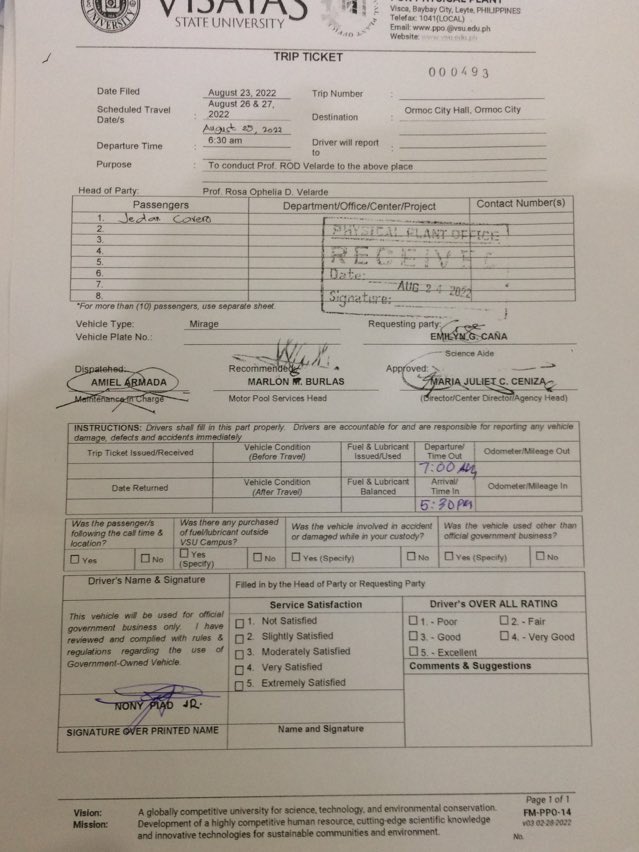 VISAYAS
STATE UNIVERSITY
PHYSICAL PLANT
Visca, Baybay City, Leyte, PHILIPPINES
Telefax: 1041(LOCAL)
Email: www.ppo.@vsu.edu.ph
Website: www.vsu.edu.ph
TRIP TICKET
000493
Date Filed : August 23, 2022 Trip Number :
Scheduled Travel Date/s : August 26 & 27, 2022 Destination : Ormoc City Hall, Ormoc City
August 25, 2022
Departure Time : 6:30 am Driver will report to :
Purpose : To conduct Prof. ROD Velarde to the above place
Head of Party: Prof. Rosa Ophelia D. Velarde
Passengers Department/Office/Center/Project Contact Number(s)
1. Jedan Cavero
2.
3.
4.
5.
6.
7.
8.
PHYSICAL PLANT OFFICE
RECEIVED
Date: AUG 24 2022
Signature:
*For more than (10) passengers, use separate sheet.
Vehicle Type: Mirage Requesting party:
Vehicle Plate No.: EMILYN G. CAÑA
Science Aide
Dispatched: Recommended: Approved:
AMIEL ARMADA MARLON M. BURLAS MARIA JULIET C. CENIZA
Maintenance in Charge Motor Pool Services Head (Director/Center Director/Agency Head)
INSTRUCTIONS: Drivers shall fill in this part properly. Drivers are accountable for and are responsible for reporting any vehicle
damage, defects and accidents immediately
Trip Ticket Issued/Received Vehicle Condition (Before Travel) Fuel & Lubricant Issued/Used Departure/ Time Out Odometer/Mileage Out
7:00 AM
Date Returned Vehicle Condition (After Travel) Fuel & Lubricant Balanced Arrival/ Time In Odometer/Mileage In
5:30 PM
Was the passenger/s following the call time & location? Was there any purchased of fuel/lubricant outside VSU Campus? Was the vehicle involved in accident or damaged while in your custody? Was the vehicle used other than official government business?
Yes No Yes (Specify) No Yes (Specify) No Yes (Specify) No
Driver's Name & Signature Filled in by the Head of Party or Requesting Party
This vehicle will be used for official
government business only. I have
reviewed and complied with rules &
regulations regarding the use of
Government-Owned Vehicle.
NONY PIAD JR.
SIGNATURE OVER PRINTED NAME
Service Satisfaction
1. Not Satisfied
2. Slightly Satisfied
3. Moderately Satisfied
4. Very Satisfied
5. Extremely Satisfied
Name and Signature
Driver's OVER ALL RATING
1. - Poor 2. - Fair
3. - Good 4. - Very Good
5. - Excellent
Comments & Suggestions
Vision: A globally competitive university for science, technology, and environmental conservation.
Mission: Development of a highly competitive human resource, cutting-edge scientific knowledge
and innovative technologies for sustainable communities and environment.
Page 1 of 1
FM-PPO-14
v03 02-28-2022
No.